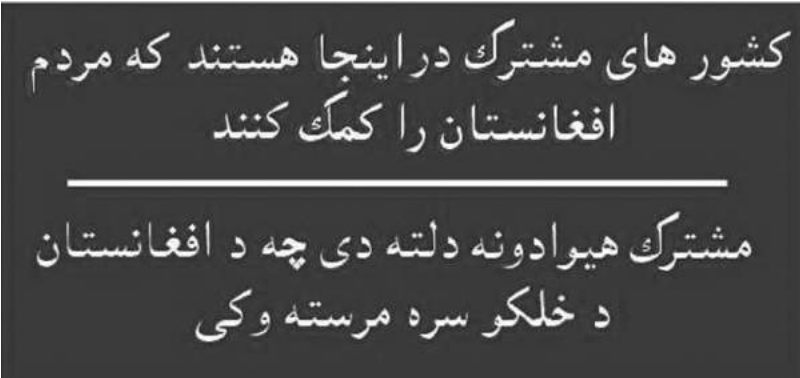 کشور های مشترک در اینجا هستند که مردم
افغانستان را کمک کنند
مشترک هیوادونه دلته دی چه د افغانستان
د خلکو سره مرسته وکی